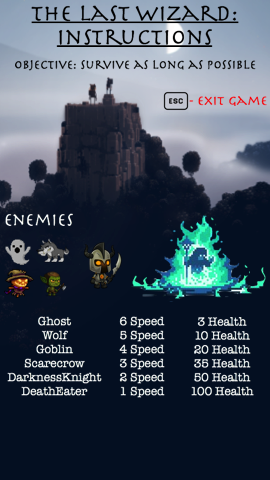 THE LAST WIZARD:
INSTRUCTIONS
OBJECTIVE: SURVIVE AS LONG AS POSSIBLE
ESC - EXIT GAME
ENEMIES
Ghost 6 Speed 3 Health
Wolf 5 Speed 10 Health
Goblin 4 Speed 20 Health
Scarecrow 3 Speed 35 Health
DarknessKnight 2 Speed 50 Health
DeathEater 1 Speed 100 Health